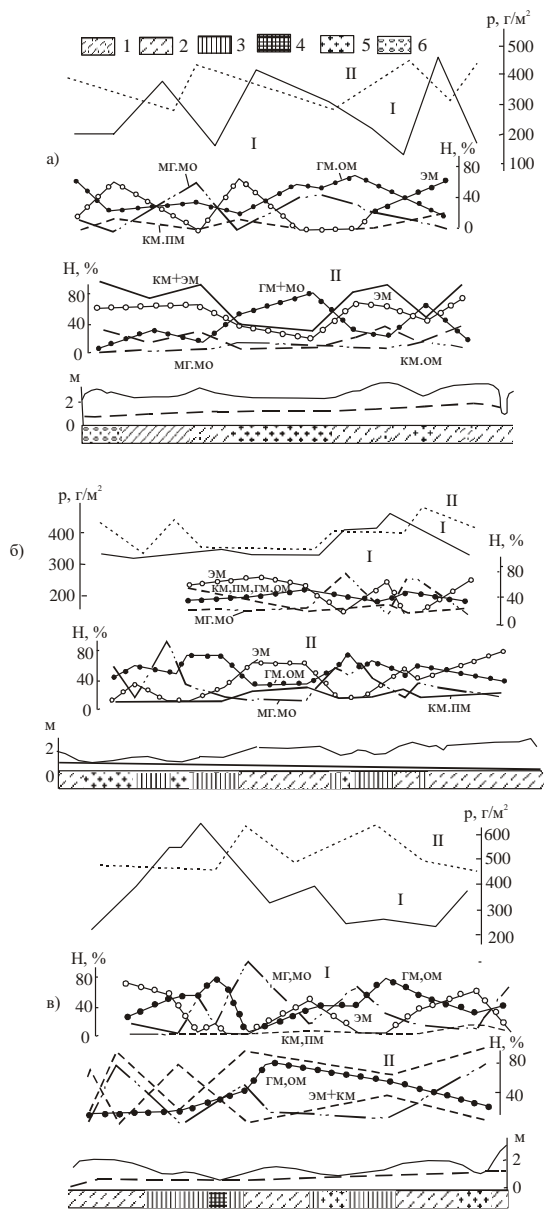 р, г/м²
1 2 3 4 5 6
500
400
300
200
100
II
I
I
а)
Н, %
80
40
0
мг.мо
гм.ом
эм
км.пм
Н, %
80
40
0
II
км+эм
гм+мо
эм
мг.мо
км.ом
м
2
0
р, г/м²
400
300
200
б)
II
I
I
Н, %
80
40
0
эм
км,пм,гм,ом
мг.мо
Н, %
80
40
0
II
эм
гм.ом
мг.мо
км.пм
м
2
0
р, г/м²
600
500
400
300
200
II
I
Н, %
80
40
0
в)
I
мг,мо
гм,ом
эм
км,пм
Н, %
80
40
II
гм,ом
эм+км
м
2
0